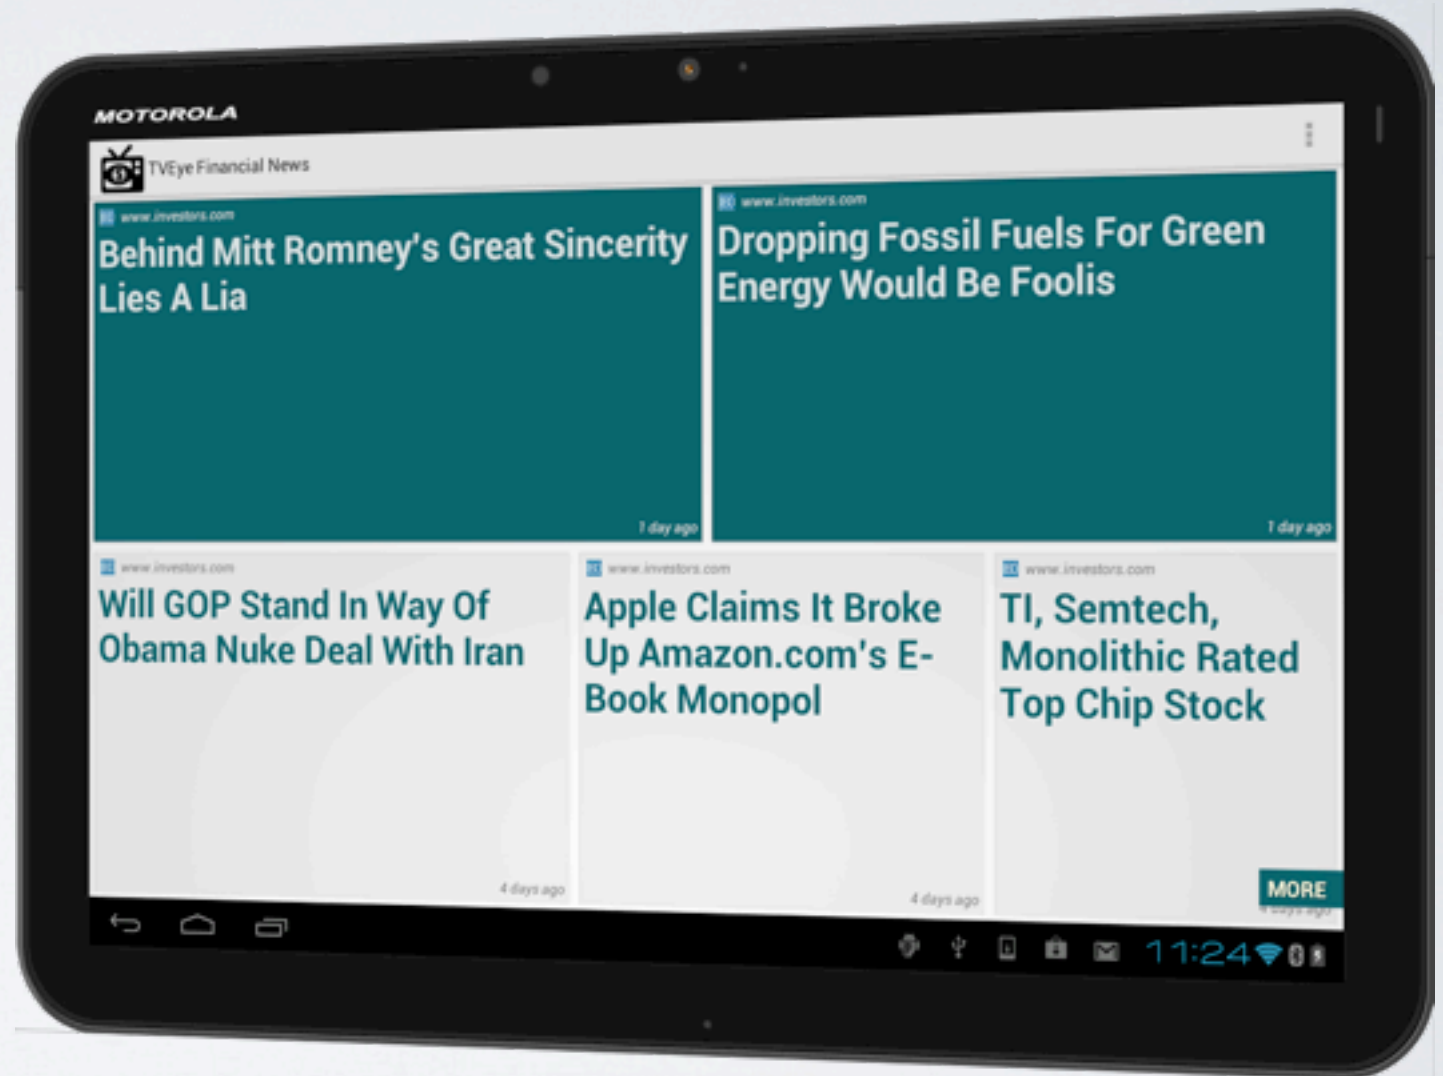 MOTOROLA
TVEye Financial News
www.investors.com
Behind Mitt Romney's Great Sincerity
Lies A Lia
1 day ago
www.investors.com
Dropping Fossil Fuels For Green
Energy Would Be Foolis
1 day ago
www.investors.com
Will GOP Stand In Way Of
Obama Nuke Deal With Iran
4 days ago
www.investors.com
Apple Claims It Broke
Up Amazon.com's E-
Book Monopol
4 days ago
www.investors.com
TI, Semtech,
Monolithic Rated
Top Chip Stock
MORE
4 days ago
11:24